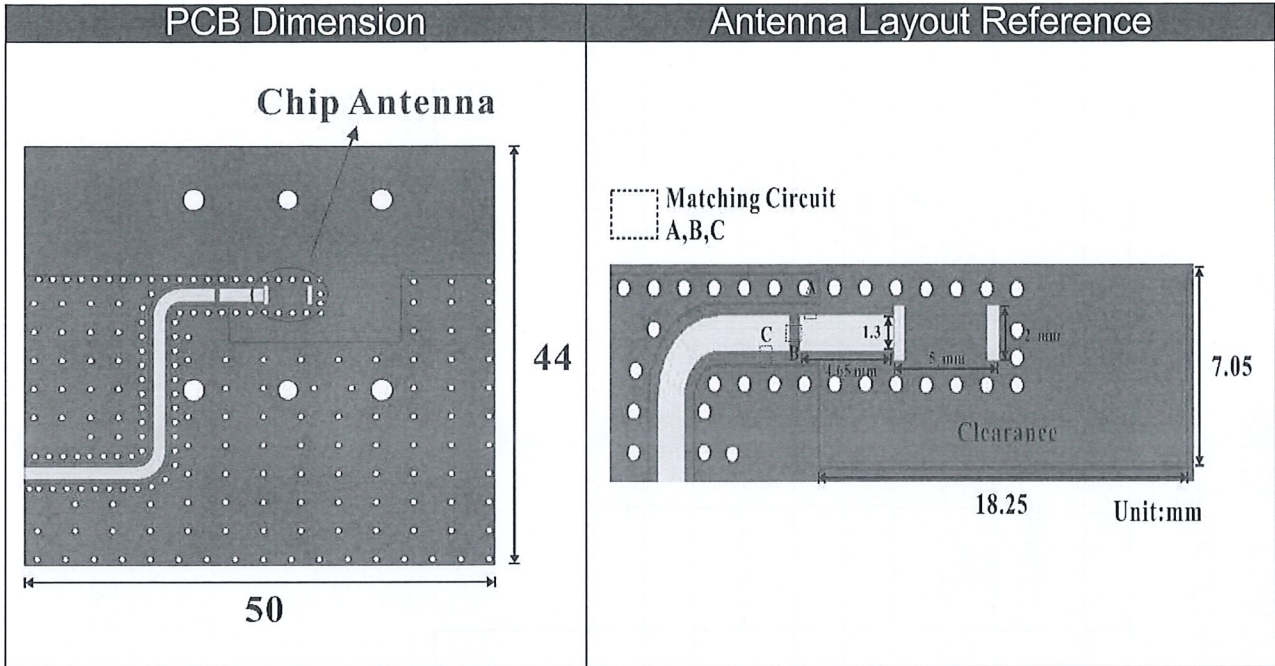 PCB Dimension
Chip Antenna
44
50
Antenna Layout Reference
Matching Circuit
A,B,C
A
C
B
1.3
2 mm
4.65 mm
5 mm
7.05
Clearance
18.25
Unit:mm